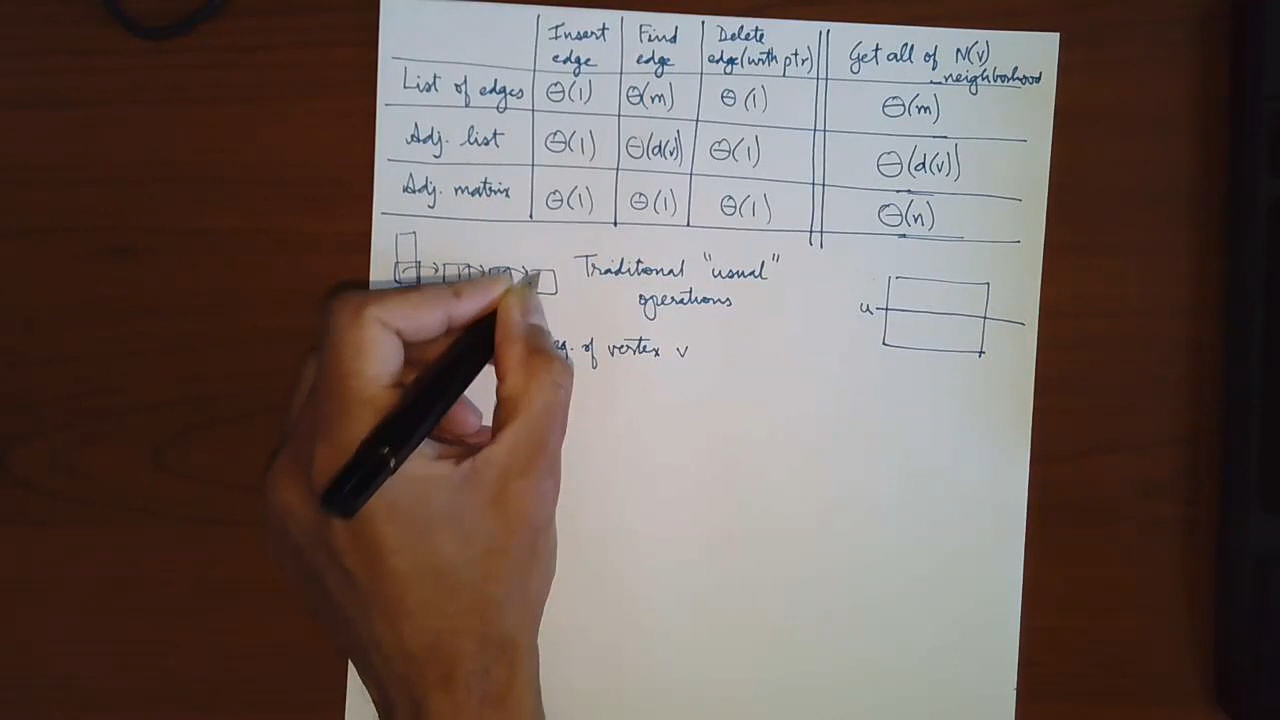 Insert edge | Find edge | Delete edge (with ptr) | Get all of N(v) neighborhood
List of edges | Θ(1) | Θ(m) | Θ(1) | Θ(m)
Adj. list | Θ(1) | Θ(d(v)) | Θ(1) | Θ(d(v))
Adj. matrix | Θ(1) | Θ(1) | Θ(1) | Θ(n)
Traditional "usual"
operations
u
of vertex v